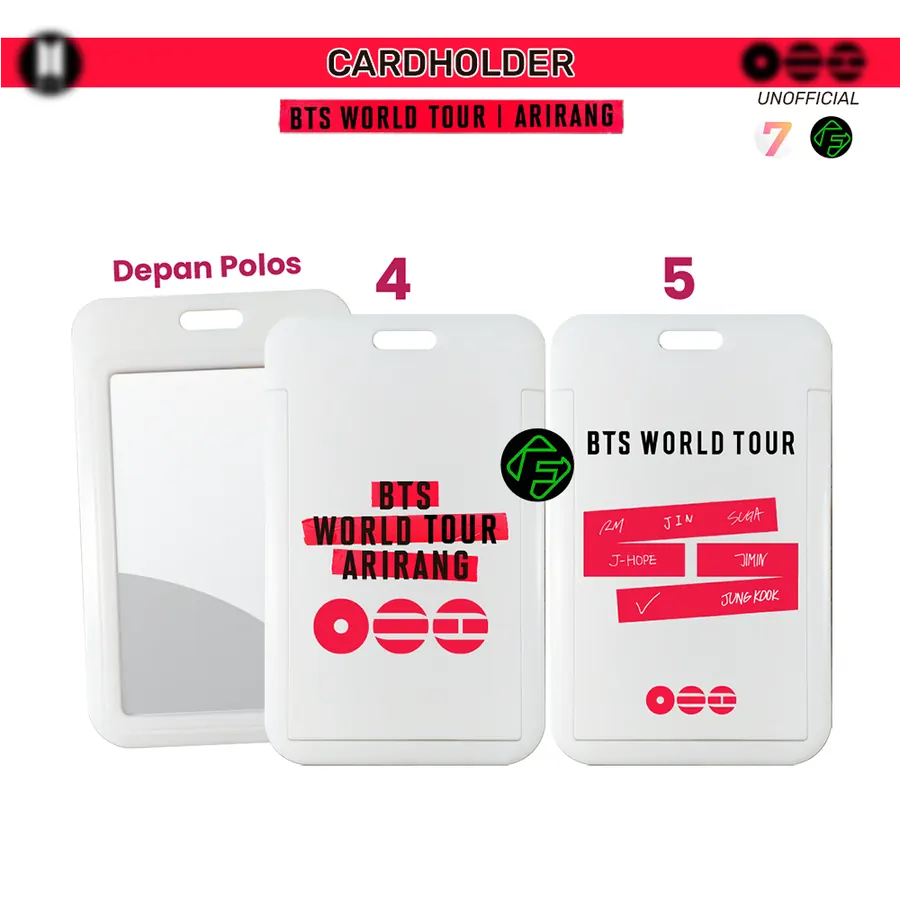 CARDHOLDER
BTS WORLD TOUR | ARIRANG
UNOFFICIAL
7
Depan Polos
4
5
BTS
WORLD TOUR
ARIRANG
BTS WORLD TOUR
RM JIN SUGA
J-HOPE JIMIN
✓ JUNG KOOK